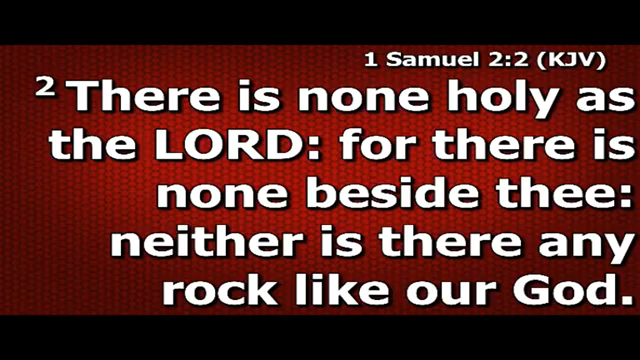 1 Samuel 2:2 (KJV)
2 There is none holy as
the LORD: for there is
none beside thee:
neither is there any
rock like our God.